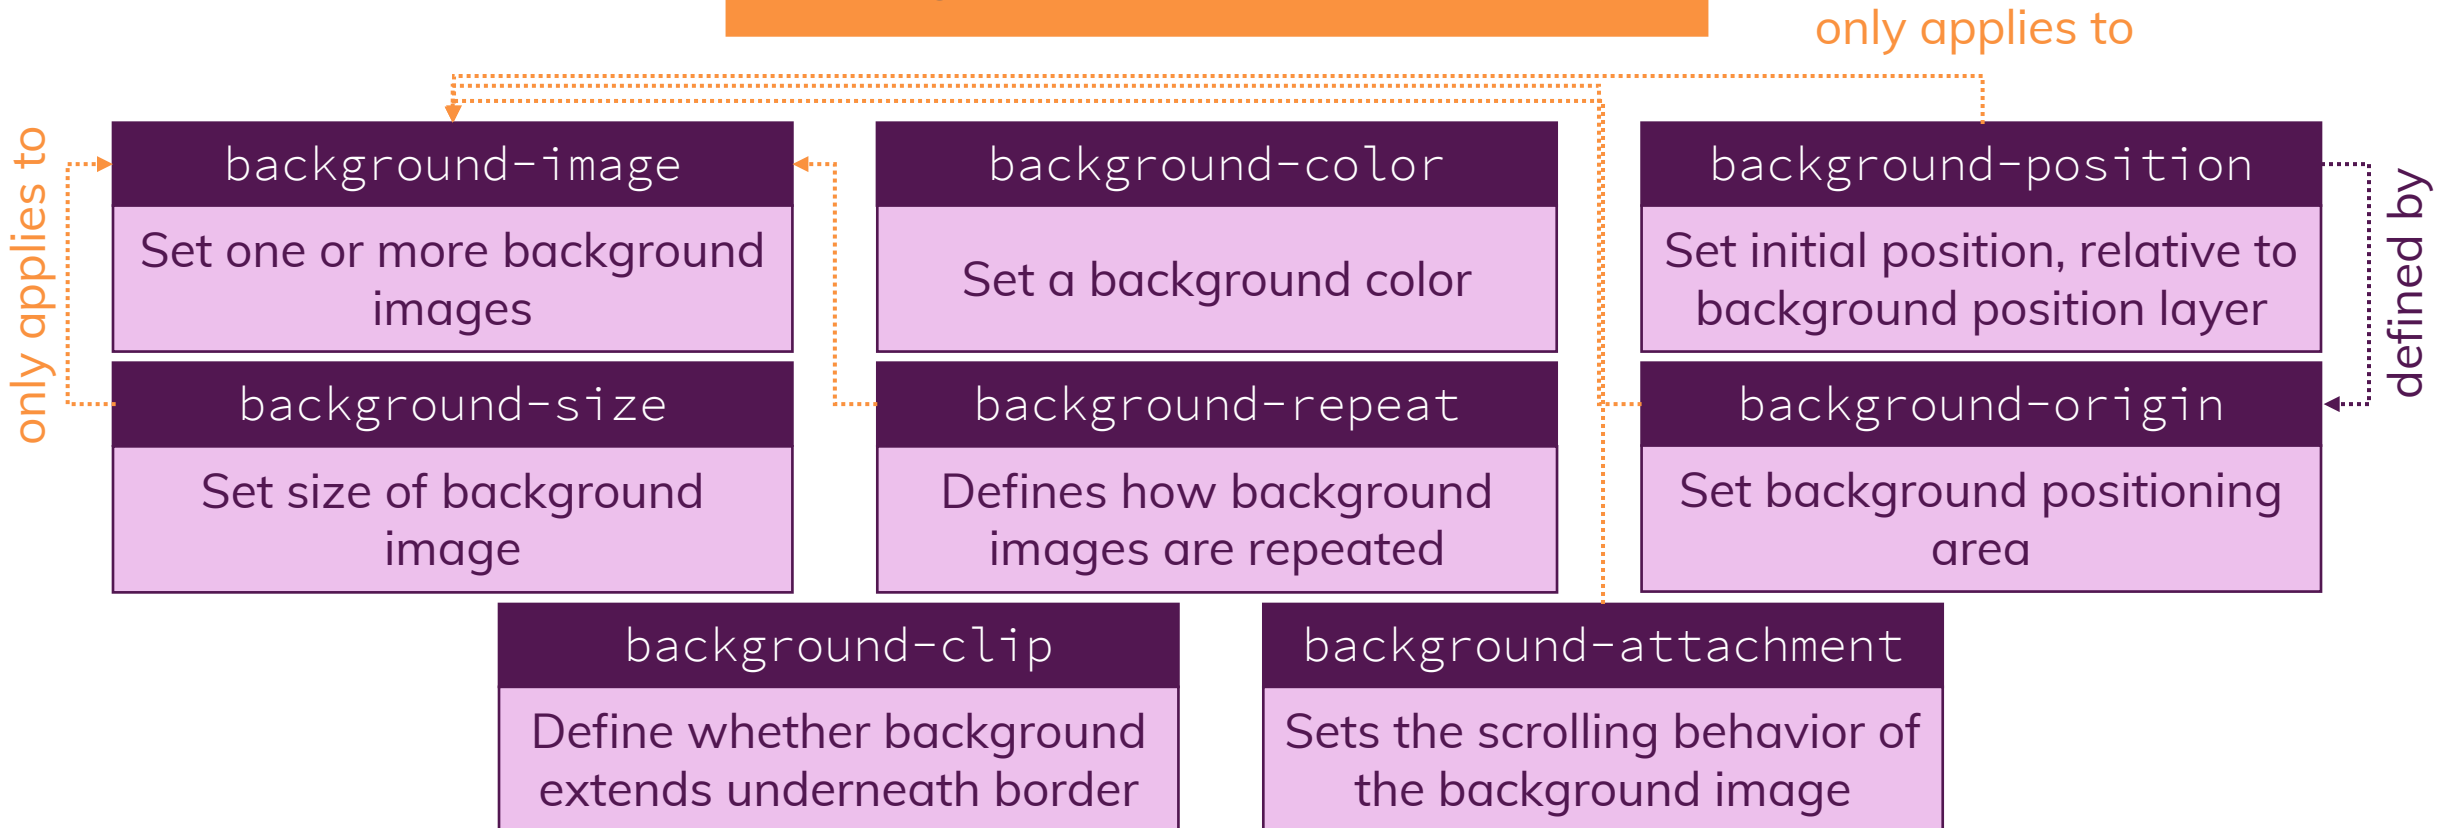 only applies to
only applies to
background-image
Set one or more background
images
background-color
Set a background color
background-position
Set initial position, relative to
background position layer
defined by
background-size
Set size of background
image
background-repeat
Defines how background
images are repeated
background-origin
Set background positioning
area
background-clip
Define whether background
extends underneath border
background-attachment
Sets the scrolling behavior of
the background image